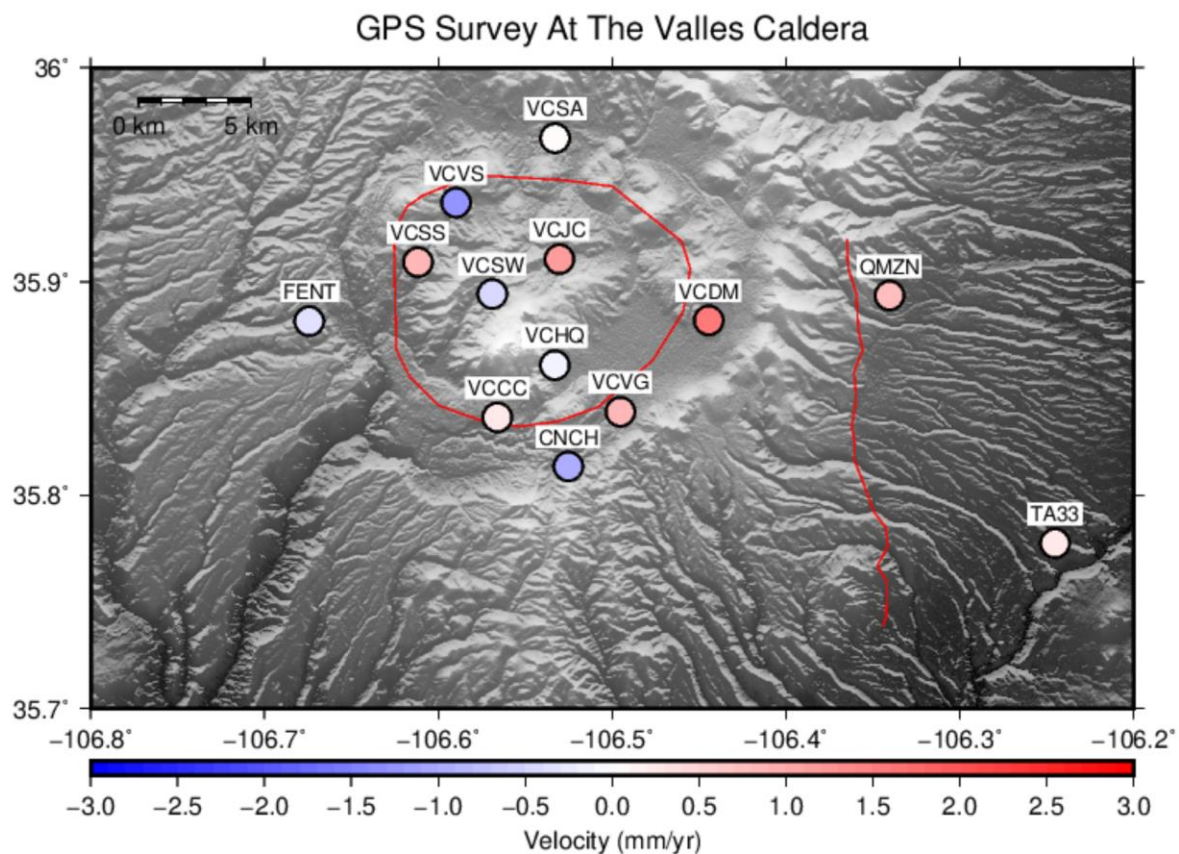 GPS Survey At The Valles Caldera
36°
35.9°
35.8°
35.7°
0 km 5 km
VCSA
VCVS
VCSS
VCJC
VCSW
QMZN
FENT
VCDM
VCHQ
VCCC
VCVG
CNCH
TA33
−106.8° −106.7° −106.6° −106.5° −106.4° −106.3° −106.2°
−3.0 −2.5 −2.0 −1.5 −1.0 −0.5 0.0 0.5 1.0 1.5 2.0 2.5 3.0
Velocity (mm/yr)